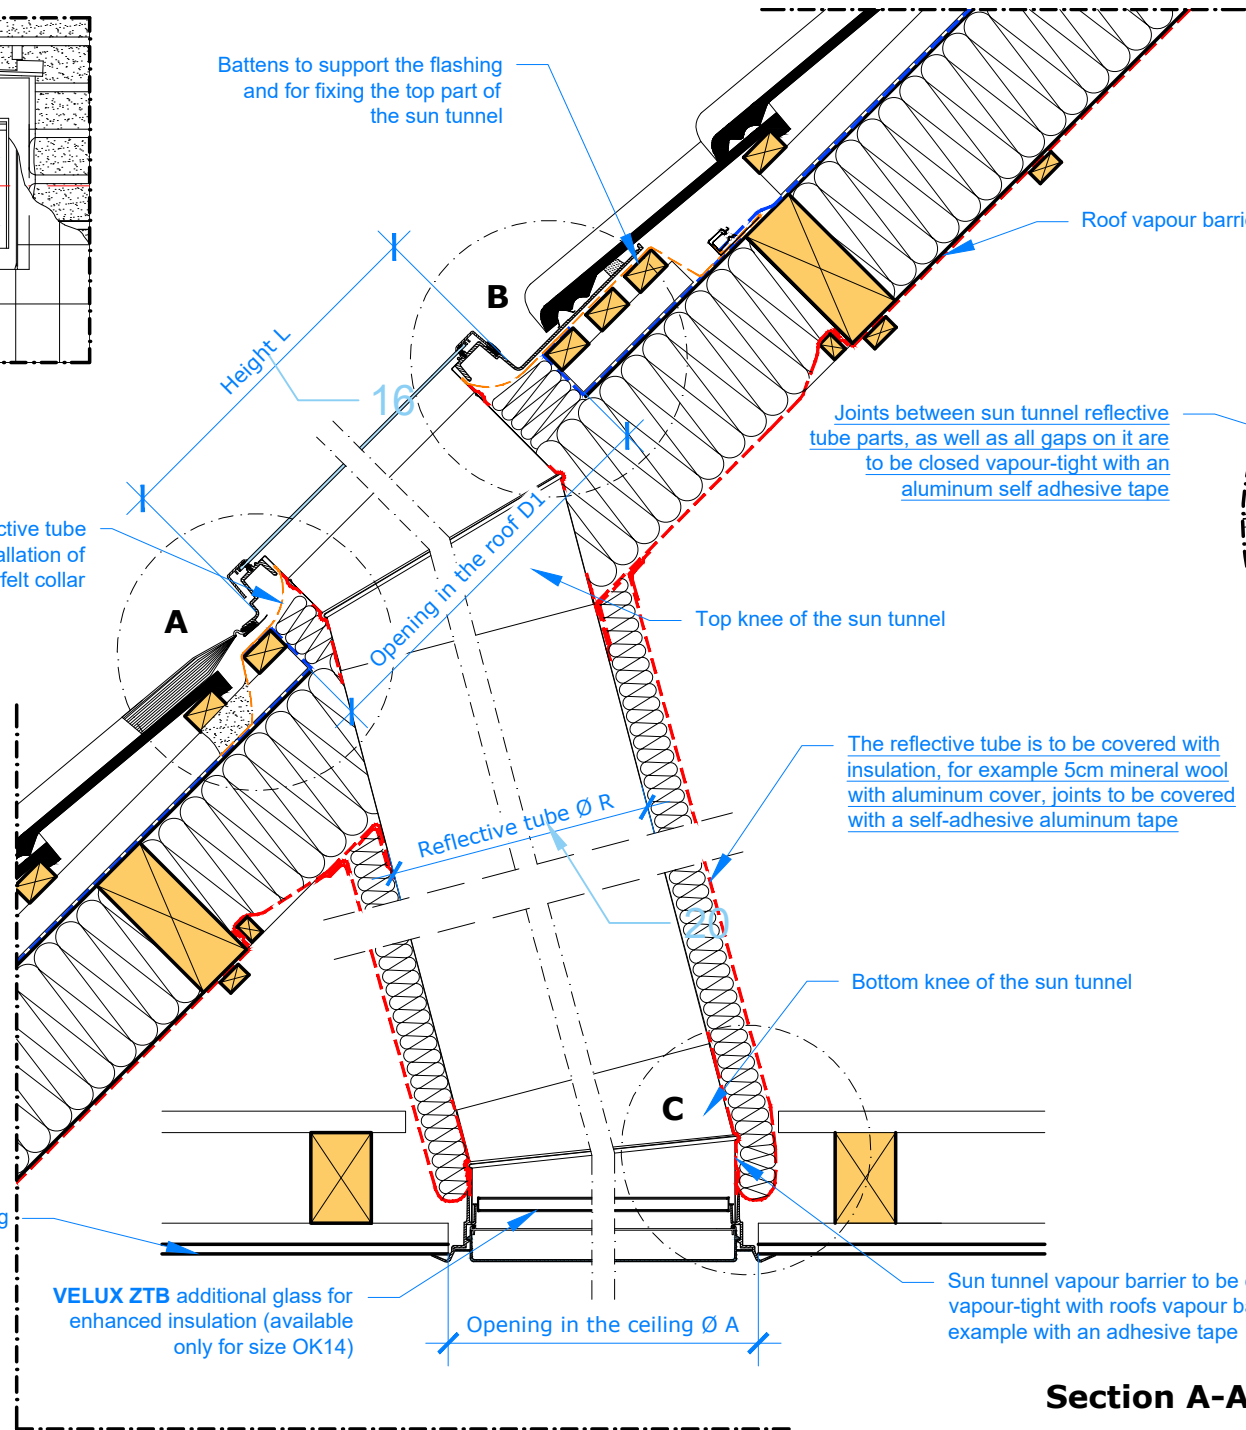 Battens to support the flashing
and for fixing the top part of
the sun tunnel
B
Roof vapour
Height L
16
Joints between sun tunnel reflective
tube parts, as well as all gaps on it are
to be closed vapour-tight with an
aluminum self adhesive tape
tube
of
felt collar
A
Opening in the roof D1
Top knee of the sun tunnel
The reflective tube is to be covered with
insulation, for example 5cm mineral wool
with aluminum cover, joints to be covered
with a self-adhesive aluminum tape
Reflective tube Ø R
20
Bottom knee of the sun tunnel
C
VELUX ZTB additional glass for
enhanced insulation (available
only for size OK14)
Opening in the ceiling Ø A
Sun tunnel vapour barrier to be
vapour-tight with roofs vapour
example with an adhesive tape
Section A-A